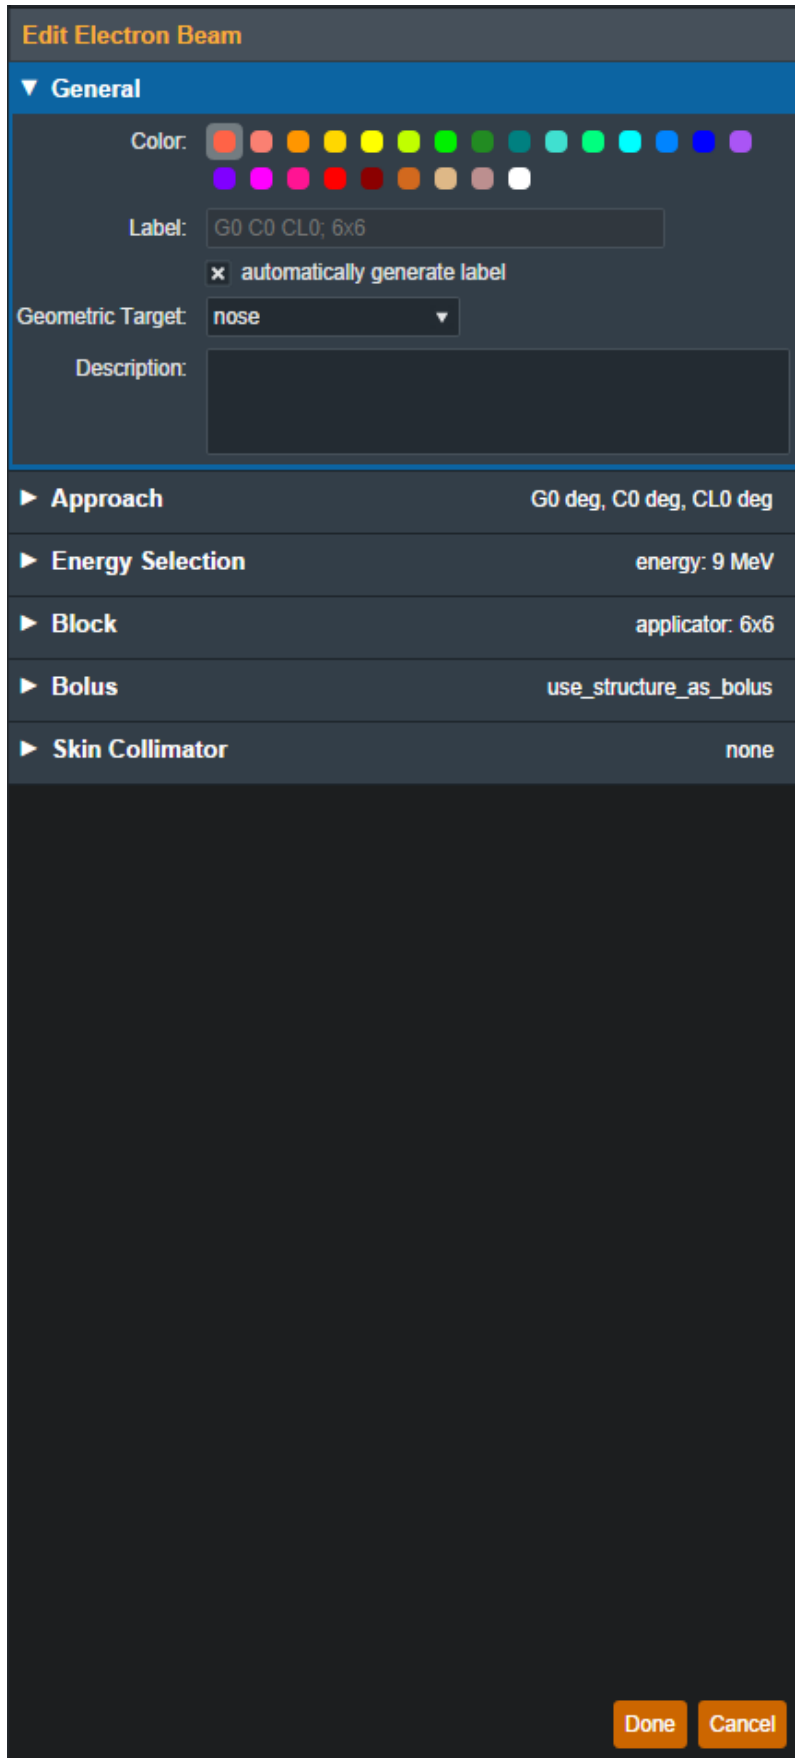 Edit Electron Beam
General
Color:
Label: G0 C0 CL0; 6x6
automatically generate label
Geometric Target: nose
Description:
Approach G0 deg, C0 deg, CL0 deg
Energy Selection energy: 9 MeV
Block applicator: 6x6
Bolus use_structure_as_bolus
Skin Collimator none
Done Cancel